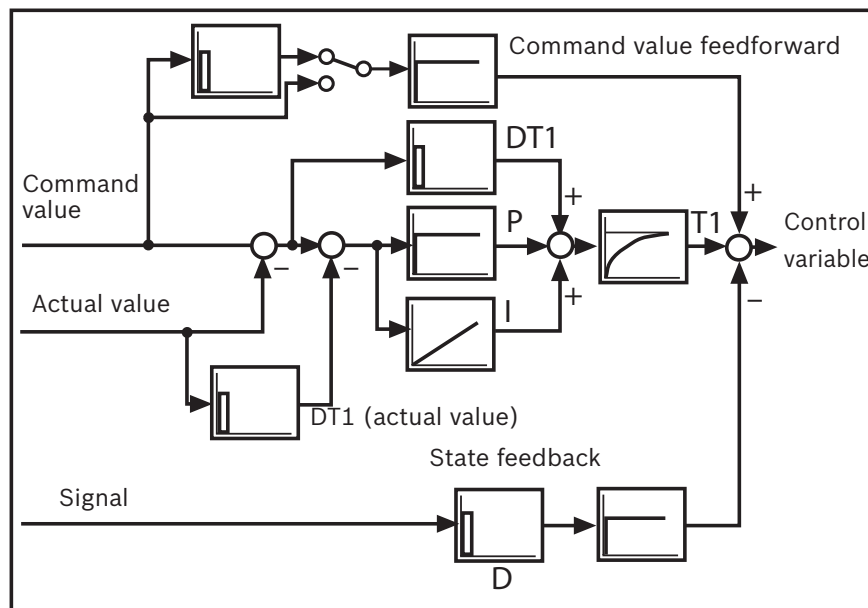 Command value feedforward
DT1
Command
value
+
+
P
T1
Control
variable
−
−
Actual value
+
−
I
DT1 (actual value)
State feedback
Signal
D